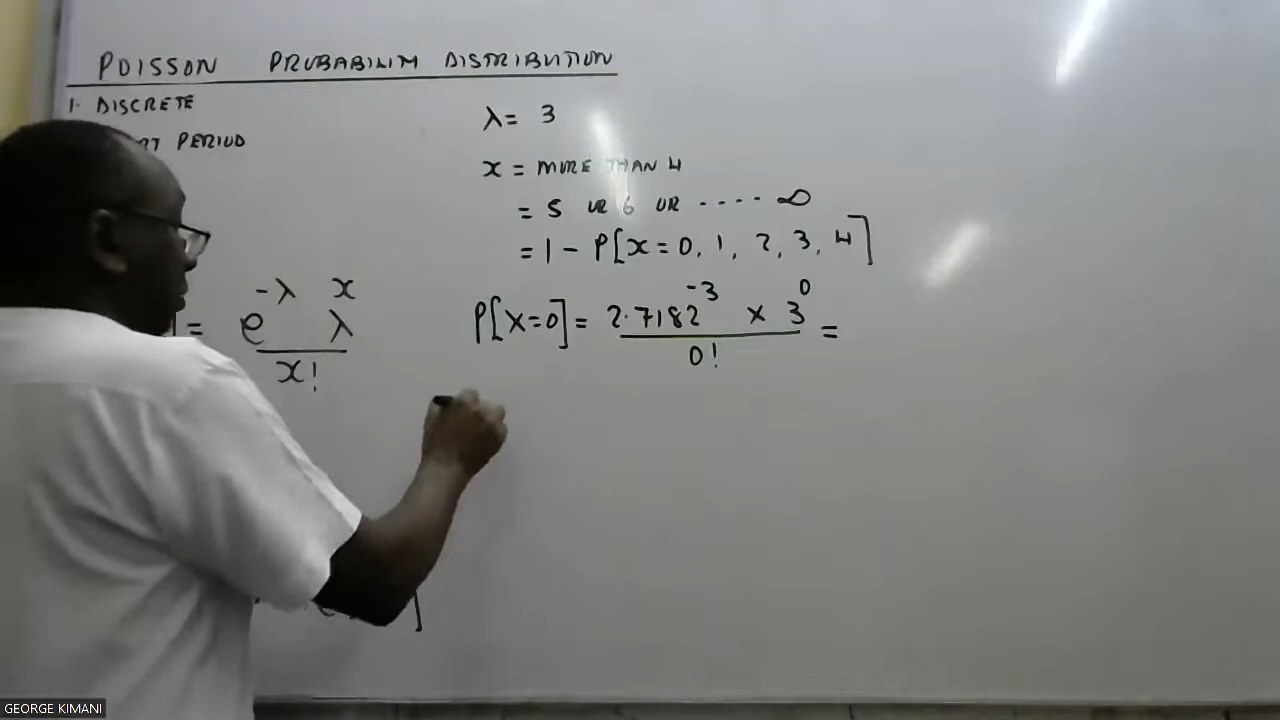 POISSON PROBABILITY DISTRIBUTION
1. DISCRETE
PERIOD
λ = 3
x = MORE THAN 4
= 5 OR 6 OR ---- ∞
= 1 - P[x = 0, 1, 2, 3, 4]
= e^-λ λ^x
x!
P[X=0] = 2.7182^-3 x 3^0 =
0!
GEORGE KIMANI